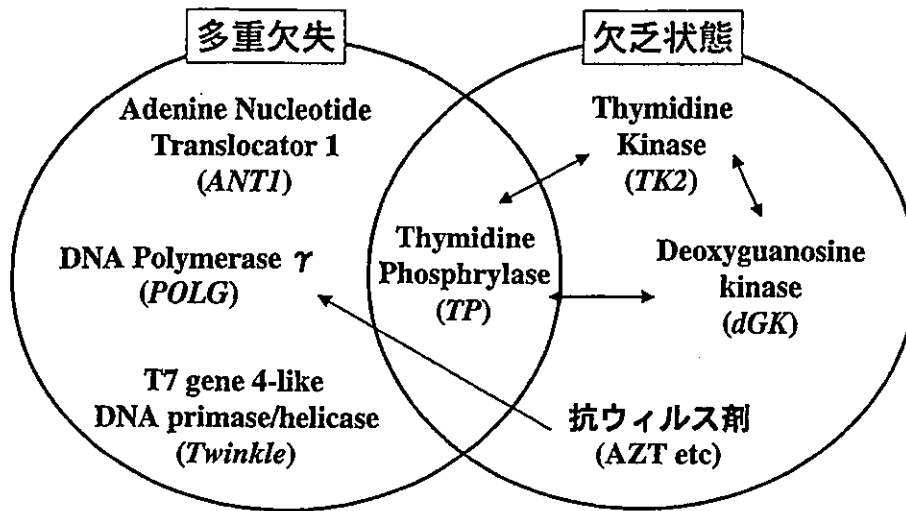 多重欠失
欠乏状態
Adenine Nucleotide
Translocator 1
(ANT1)
DNA Polymerase γ
(POLG)
T7 gene 4-like
DNA primase/helicase
(Twinkle)
Thymidine
Phosphrylase
(TP)
Thymidine
Kinase
(TK2)
Deoxyguanosine
kinase
(dGK)
抗ウィルス剤
(AZT etc)